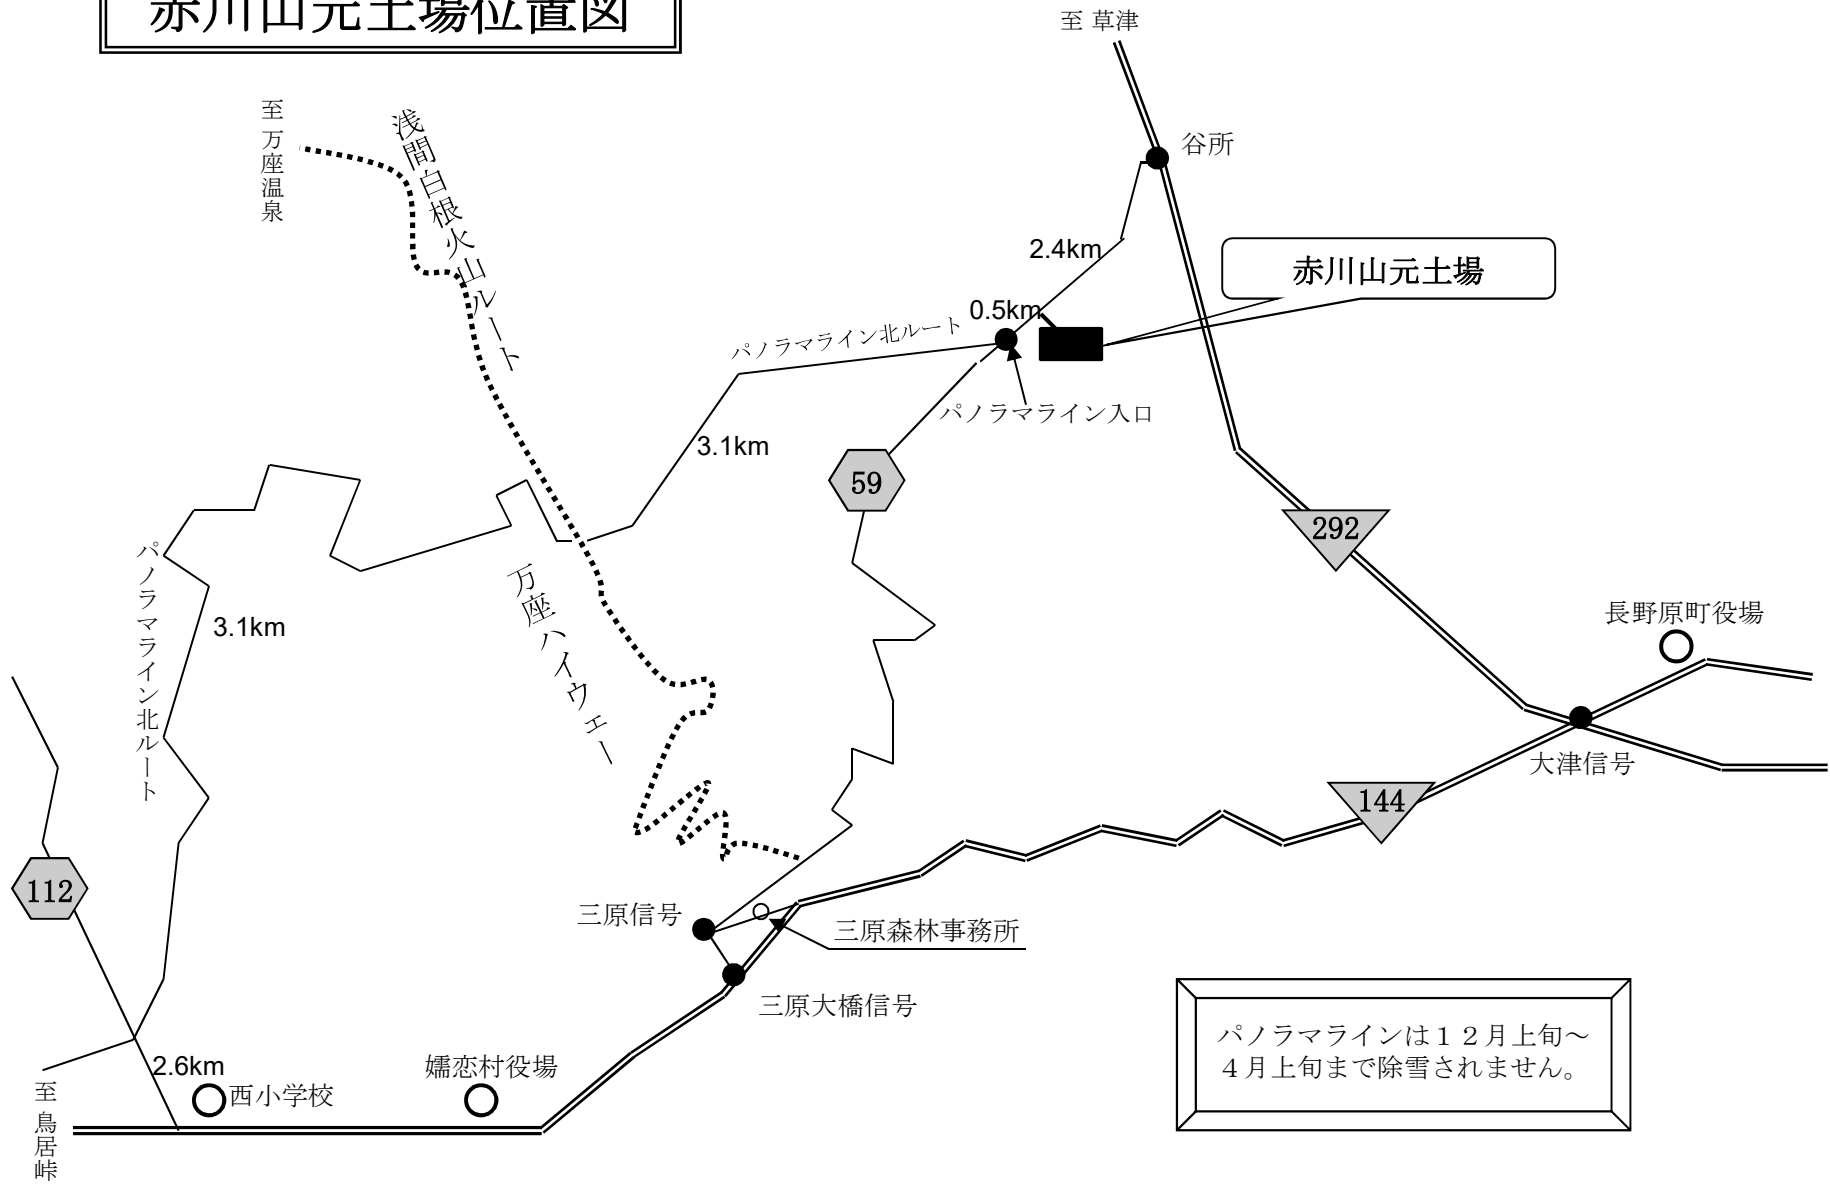 赤川山元土場位置図
至 草津
至 万座温泉
浅間白根火山ルート
谷所
2.4km
赤川山元土場
0.5km
パノラマライン北ルート
パノラマライン入口
3.1km
59
292
パノラマライン北ルート
万座ハイウェー
3.1km
長野原町役場
大津信号
144
112
三原信号
三原森林事務所
三原大橋信号
パノラマラインは１２月上旬～
４月上旬まで除雪されません。
2.6km
西小学校
嬬恋村役場
至 鳥居峠